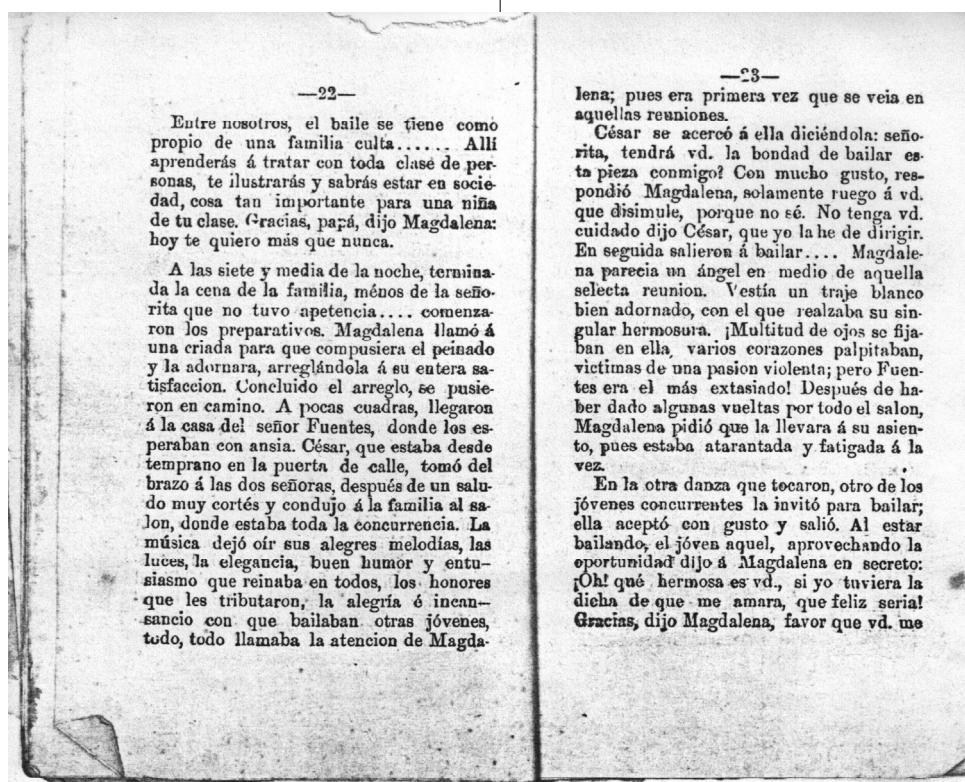 —22—
Entre nosotros, el baile se tiene como
propio de una familia culta...... Allí
aprenderás á tratar con toda clase de per-
sonas, te ilustrarás y sabrás estar en socie-
dad, cosa tan importante para una niña
de tu clase. Gracias, papá, dijo Magdalena:
hoy te quiero más que nunca.
A las siete y media de la noche, termina-
da la cena de la familia, ménos de la seño-
rita que no tuvo apetencia.... comenza-
ron los preparativos. Magdalena llamó á
una criada para que compusiera el peinado
y la adornara, arreglándola á su entera sa-
tisfaccion. Concluido el arreglo, se pusie-
ron en camino. A pocas cuadras, llegaron
á la casa del señor Fuentes, donde los es-
peraban con ansia. César, que estaba desde
temprano en la puerta de calle, tomó del
brazo á las dos señoras, después de un salu-
do muy cortés y condujo á la familia al sa-
lon, donde estaba toda la concurrencia. La
música dejó oír sus alegres melodías, las
luces, la elegancia, buen humor y entu-
siasmo que reinaba en todos, los honores
que les tributaron, la alegría é incan-
sancio con que bailaban otras jóvenes,
todo, todo llamaba la atencion de Magda-
—23—
lena; pues era primera vez que se veia en
aquellas reuniones.
César se acercó á ella diciéndola: seño-
rita, tendrá vd. la bondad de bailar es-
ta pieza conmigo? Con mucho gusto, res-
pondió Magdalena, solamente ruego á vd.
que disimule, porque no sé. No tenga vd.
cuidado dijo César, que yo la he de dirigir.
En seguida salieron á bailar.... Magdale-
na parecia un ángel en medio de aquella
selecta reunion. Vestía un traje blanco
bien adornado, con el que realzaba su sin-
gular hermosura. ¡Multitud de ojos se fija-
ban en ella, varios corazones palpitaban,
victimas de una pasion violenta; pero Fuen-
tes era el más extasiado! Después de ha-
ber dado algunas vueltas por todo el salon,
Magdalena pidió que la llevara á su asien-
to, pues estaba atarantada y fatigada á la
vez.
En la otra danza que tocaron, otro de los
jóvenes concurrentes la invitó para bailar;
ella aceptó con gusto y salió. Al estar
bailando, el jóven aquel, aprovechando la
oportunidad dijo á Magdalena en secreto:
¡Oh! qué hermosa es vd., si yo tuviera la
dicha de que me amara, que feliz seria!
Gracias, dijo Magdalena, favor que vd. me